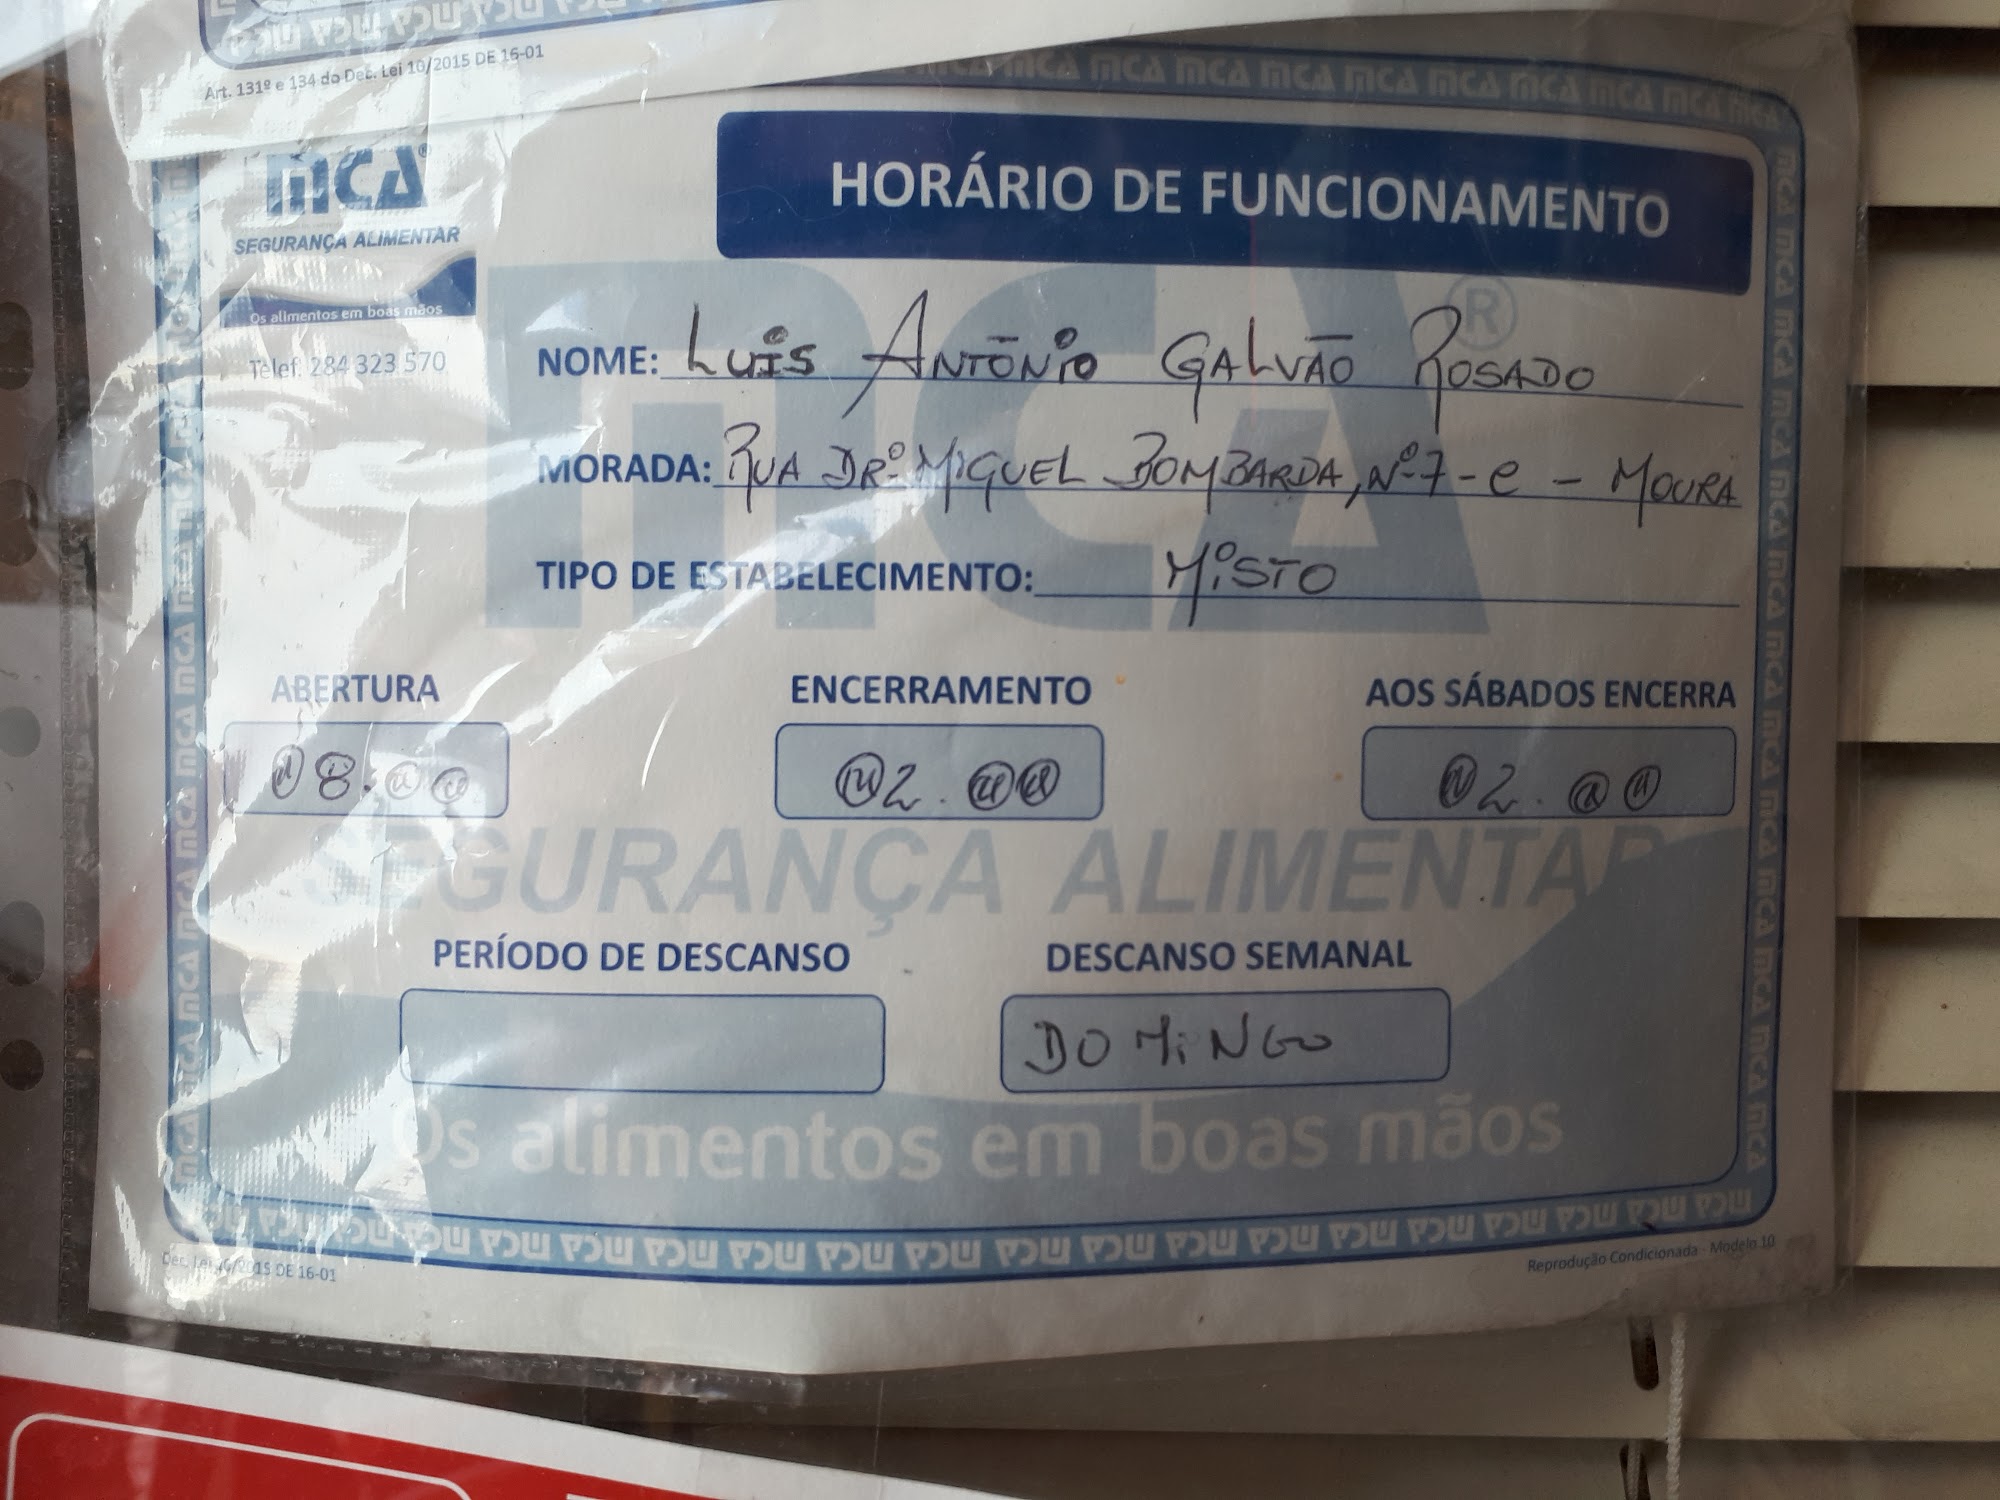 Art. 131º e 134 do Dec. Lei 10/2015 DE 16-01
mca®
SEGURANÇA ALIMENTAR
Os alimentos em boas mãos
Telef. 284 323 570
HORÁRIO DE FUNCIONAMENTO
NOME: Luis António Galvão Rosado
MORADA: Rua Drº Miguel Bombarda, Nº 7 - e - Moura
TIPO DE ESTABELECIMENTO: Misto
ABERTURA ENCERRAMENTO AOS SÁBADOS ENCERRA
08:00 02.00 02.00
SEGURANÇA ALIMENTAR
PERÍODO DE DESCANSO DESCANSO SEMANAL
DOMINGO
Os alimentos em boas mãos
Dec. Lei 10/2015 DE 16-01
Reprodução Condicionada - Modelo 10